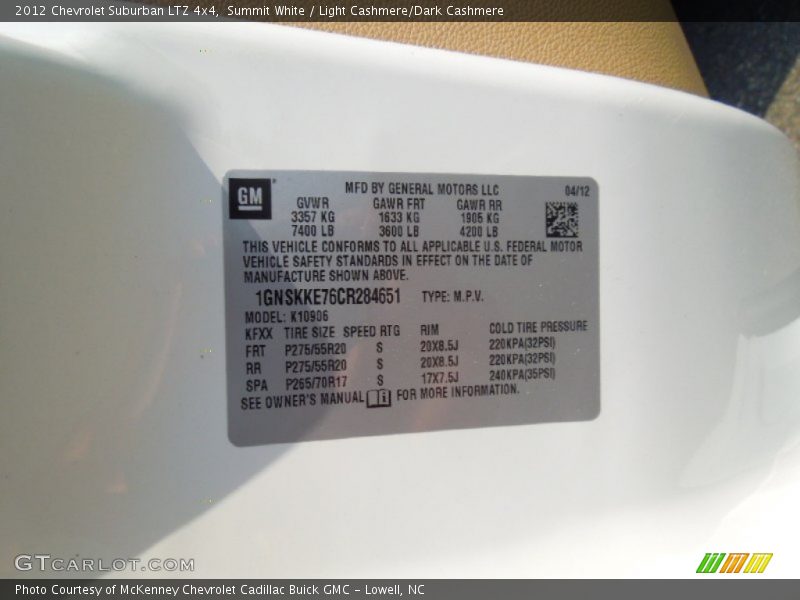 2012 Chevrolet Suburban LTZ 4x4, Summit White / Light Cashmere/Dark Cashmere
GM
MFD BY GENERAL MOTORS LLC 04/12
GVWR GAWR FRT GAWR RR
3357 KG 1633 KG 1905 KG
7400 LB 3600 LB 4200 LB
THIS VEHICLE CONFORMS TO ALL APPLICABLE U.S. FEDERAL MOTOR
VEHICLE SAFETY STANDARDS IN EFFECT ON THE DATE OF
MANUFACTURE SHOWN ABOVE.
1GNSKKE76CR284651 TYPE: M.P.V.
MODEL: K10906
KFXX TIRE SIZE SPEED RTG RIM COLD TIRE PRESSURE
FRT P275/55R20 S 20X8.5J 220KPA(32PSI)
RR P275/55R20 S 20X8.5J 220KPA(32PSI)
SPA P265/70R17 S 17X7.5J 240KPA(35PSI)
SEE OWNER'S MANUAL FOR MORE INFORMATION.
GTCARLOT.COM
Photo Courtesy of McKenney Chevrolet Cadillac Buick GMC - Lowell, NC